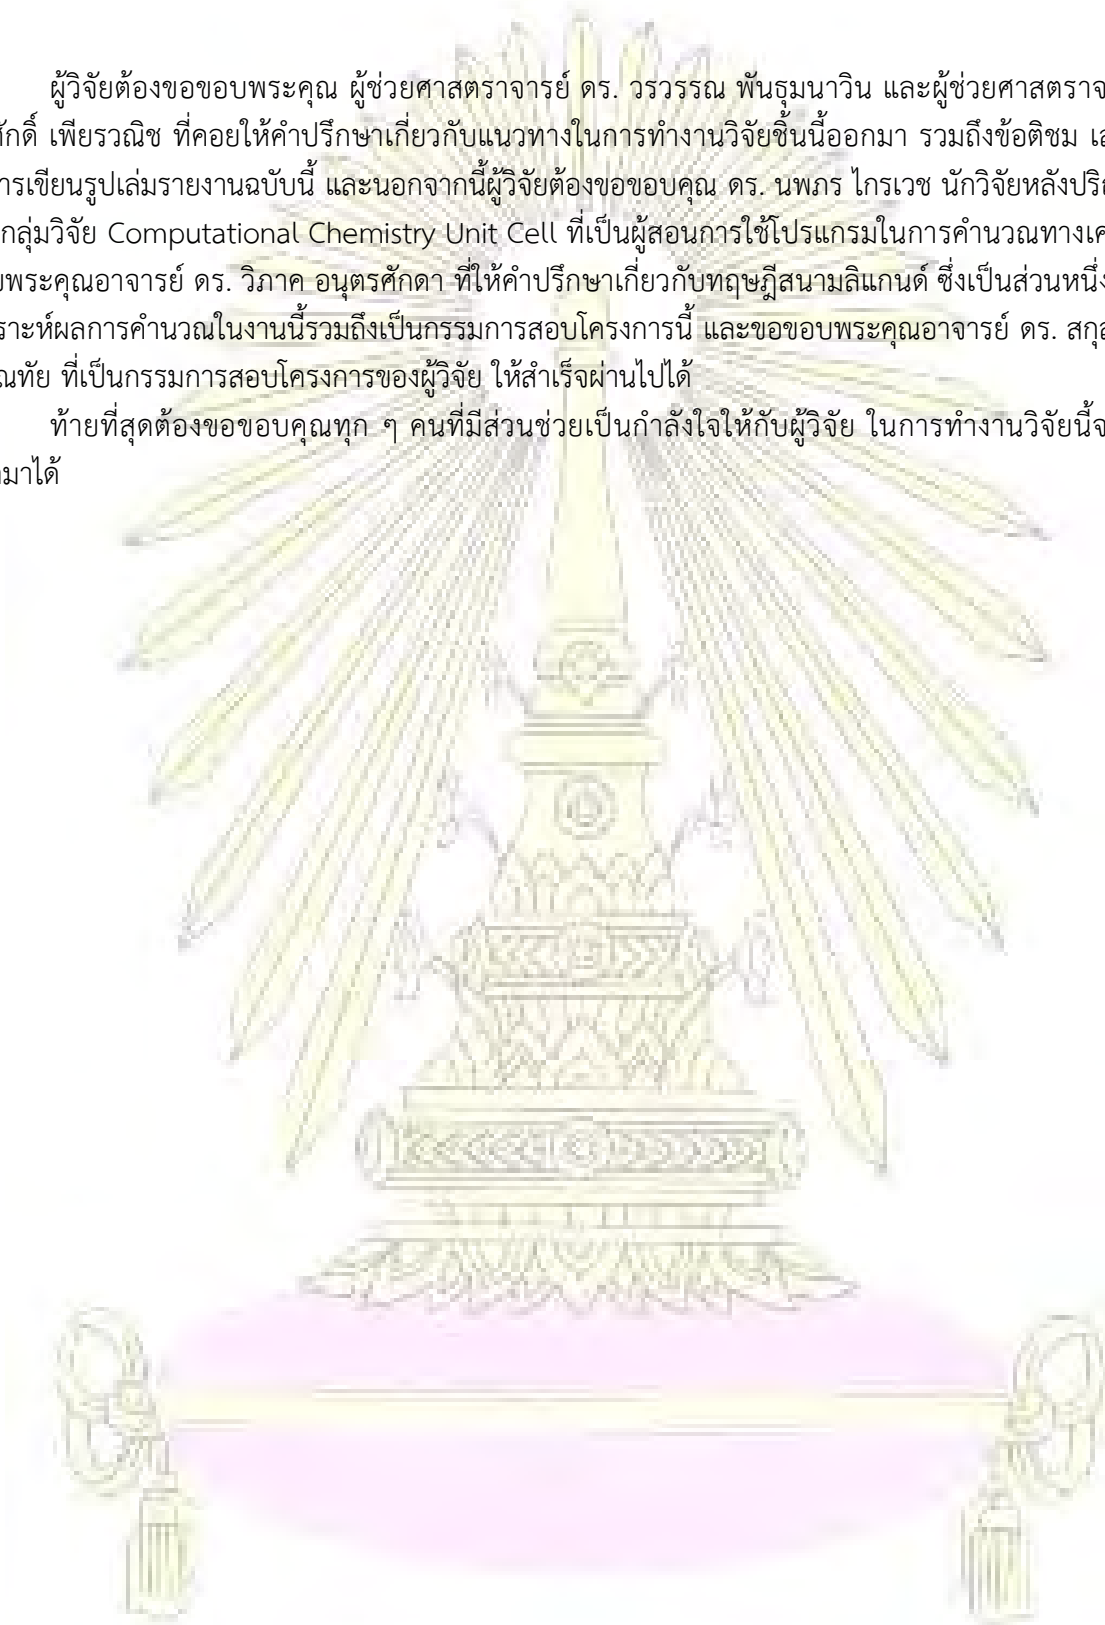 ผู้วิจัยต้องขอขอบพระคุณ ผู้ช่วยศาสตราจารย์ ดร. วรวรรณ พันธุมนาวิน และผู้ช่วยศาสตราจ
ักดิ์ เพียรวณิช ที่คอยให้คำปรึกษาเกี่ยวกับแนวทางในการทำงานวิจัยชิ้นนี้ออกมา รวมถึงข้อติชม
การเขียนรูปเล่มรายงานฉบับนี้ และนอกจากนี้ผู้วิจัยต้องขอขอบคุณ ดร. นพภร ไกรเวช นักวิจัยหลังปริญ
กลุ่มวิจัย Computational Chemistry Unit Cell ที่เป็นผู้สอนการใช้โปรแกรมในการคำนวณทางเค
บพระคุณอาจารย์ ดร. วิภาค อนุตรศักดา ที่ให้คำปรึกษาเกี่ยวกับทฤษฎีสนามลิแกนด์ ซึ่งเป็นส่วนหนึ่ง
ราะห์ผลการคำนวณในงานนี้รวมถึงเป็นกรรมการสอบโครงการนี้ และขอขอบพระคุณอาจารย์ ดร. สกุล
ณทัย ที่เป็นกรรมการสอบโครงการของผู้วิจัย ให้สำเร็จผ่านไปได้
ท้ายที่สุดต้องขอขอบคุณทุก ๆ คนที่มีส่วนช่วยเป็นกำลังใจให้กับผู้วิจัย ในการทำงานวิจัยนี้จ
มาได้